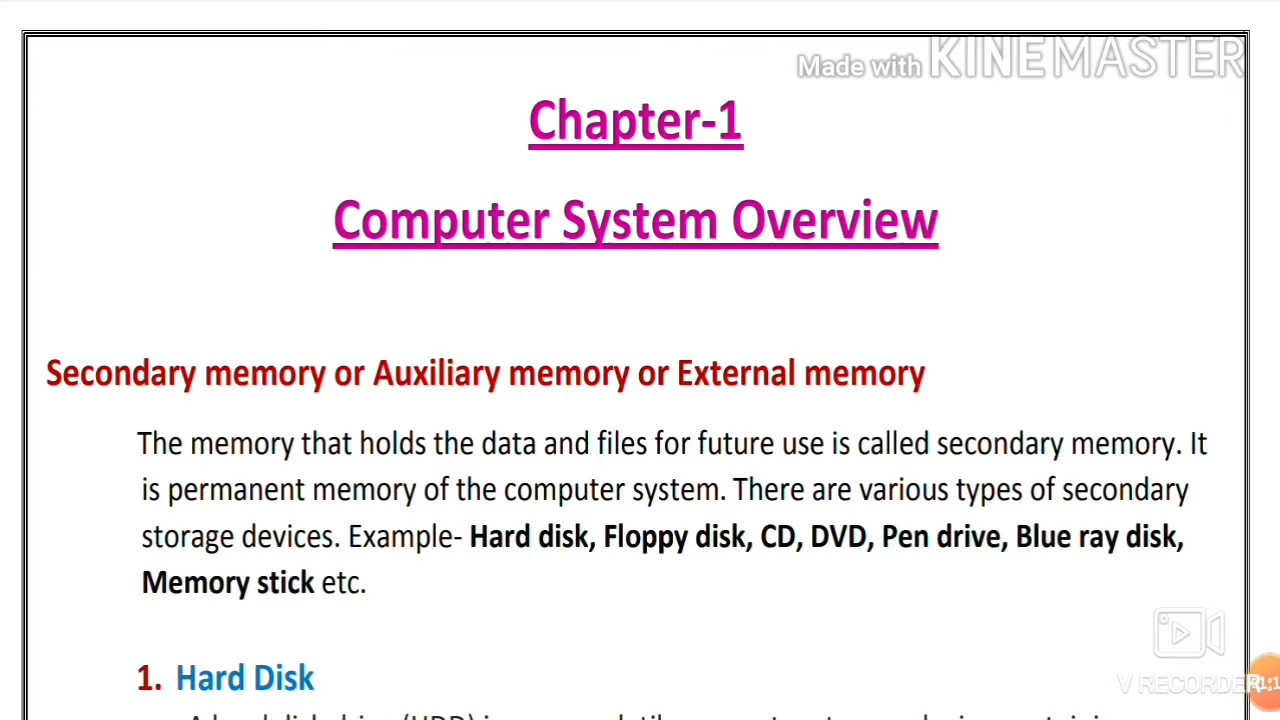 Made with KINEMASTER
Chapter-1
Computer System Overview
Secondary memory or Auxiliary memory or External memory
The memory that holds the data and files for future use is called secondary memory. It
is permanent memory of the computer system. There are various types of secondary
storage devices. Example- Hard disk, Floppy disk, CD, DVD, Pen drive, Blue ray disk,
Memory stick etc.
1. Hard Disk
V RECORDER